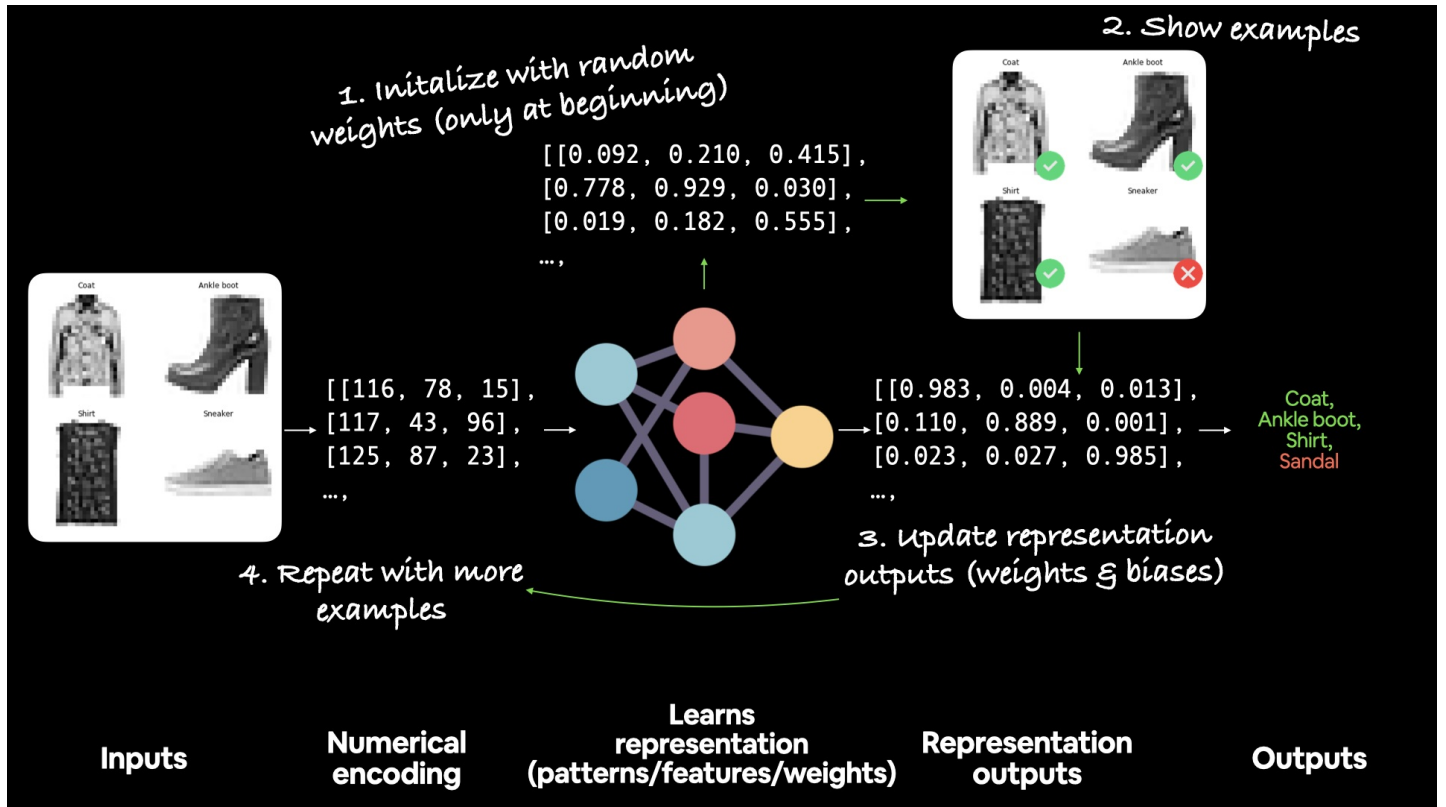 2. Show examples
1. Initalize with random
weights (only at beginning)
Coat
Ankle boot
Shirt
Sneaker
[[0.092, 0.210, 0.415],
[0.778, 0.929, 0.030],
[0.019, 0.182, 0.555],
…,
Coat
Ankle boot
Shirt
Sneaker
[[116, 78, 15],
[117, 43, 96],
[125, 87, 23],
…,
[[0.983, 0.004, 0.013],
[0.110, 0.889, 0.001],
[0.023, 0.027, 0.985],
…,
Coat,
Ankle boot,
Shirt,
Sandal
3. Update representation
outputs (weights & biases)
4. Repeat with more
examples
Inputs
Numerical
encoding
Learns
representation
(patterns/features/weights)
Representation
outputs
Outputs